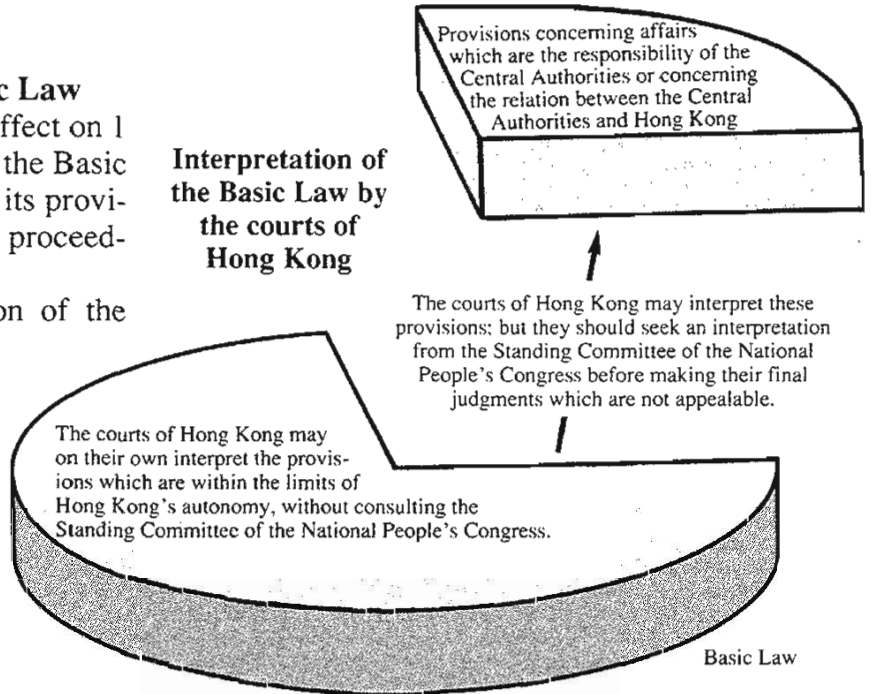 c Law
ffect on 1
the Basic
its provi-
proceed-
on of the
Interpretation of
the Basic Law by
the courts of
Hong Kong
Provisions concerning affairs
which are the responsibility of the
Central Authorities or concerning
the relation between the Central
Authorities and Hong Kong
The courts of Hong Kong may interpret these
provisions: but they should seek an interpretation
from the Standing Committee of the National
People's Congress before making their final
judgments which are not appealable.
The courts of Hong Kong may
on their own interpret the provis-
ions which are within the limits of
Hong Kong's autonomy, without consulting the
Standing Committee of the National People's Congress.
Basic Law